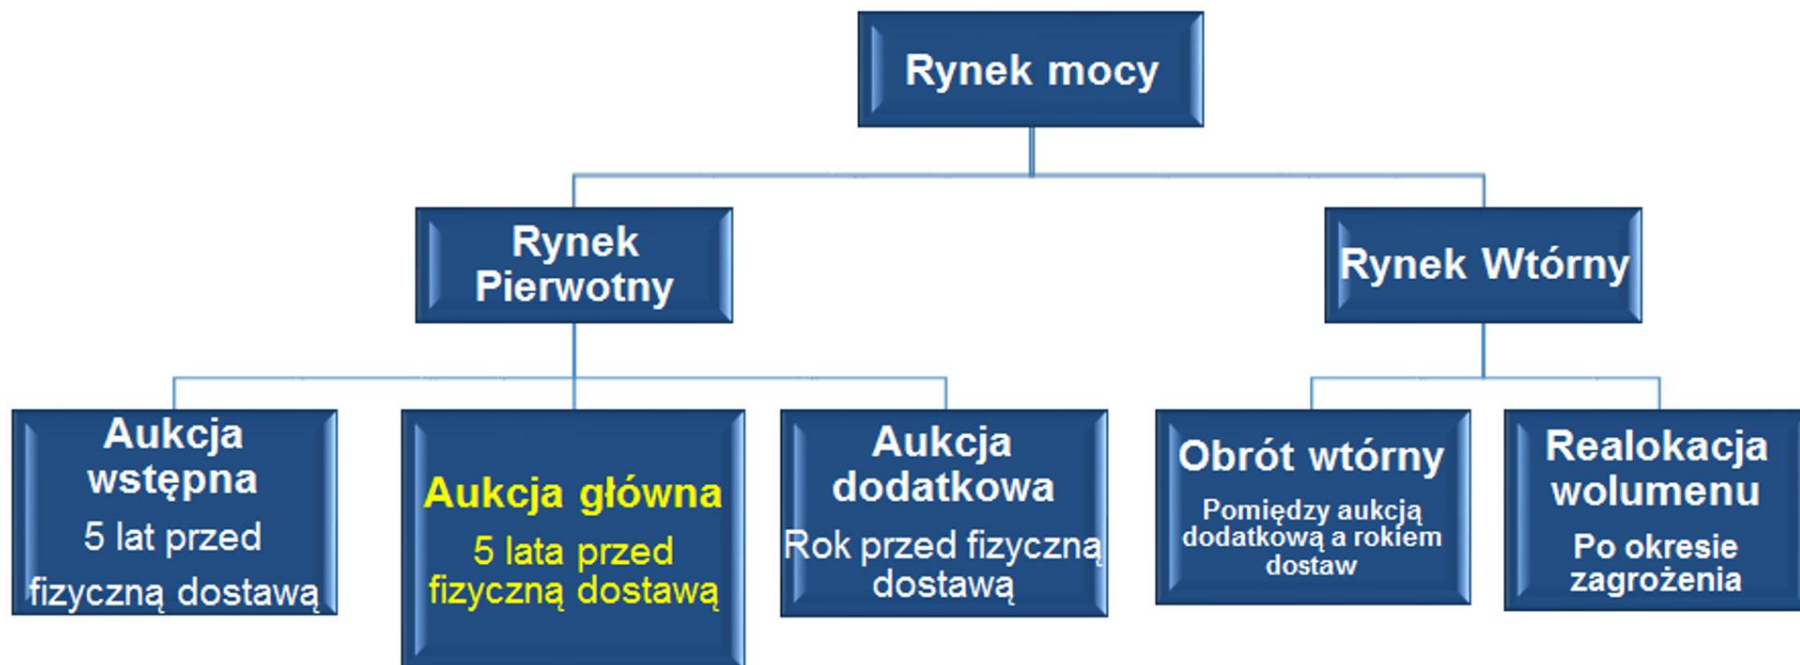 Rynek mocy
Rynek
Pierwotny
Rynek Wtórny
Aukcja
wstępna
5 lat przed
fizyczną dostawą
Aukcja główna
5 lata przed
fizyczną dostawą
Aukcja
dodatkowa
Rok przed fizyczną
dostawą
Obrót wtórny
Pomiędzy aukcją
dodatkową a rokiem
dostaw
Realokacja
wolumenu
Po okresie
zagrożenia